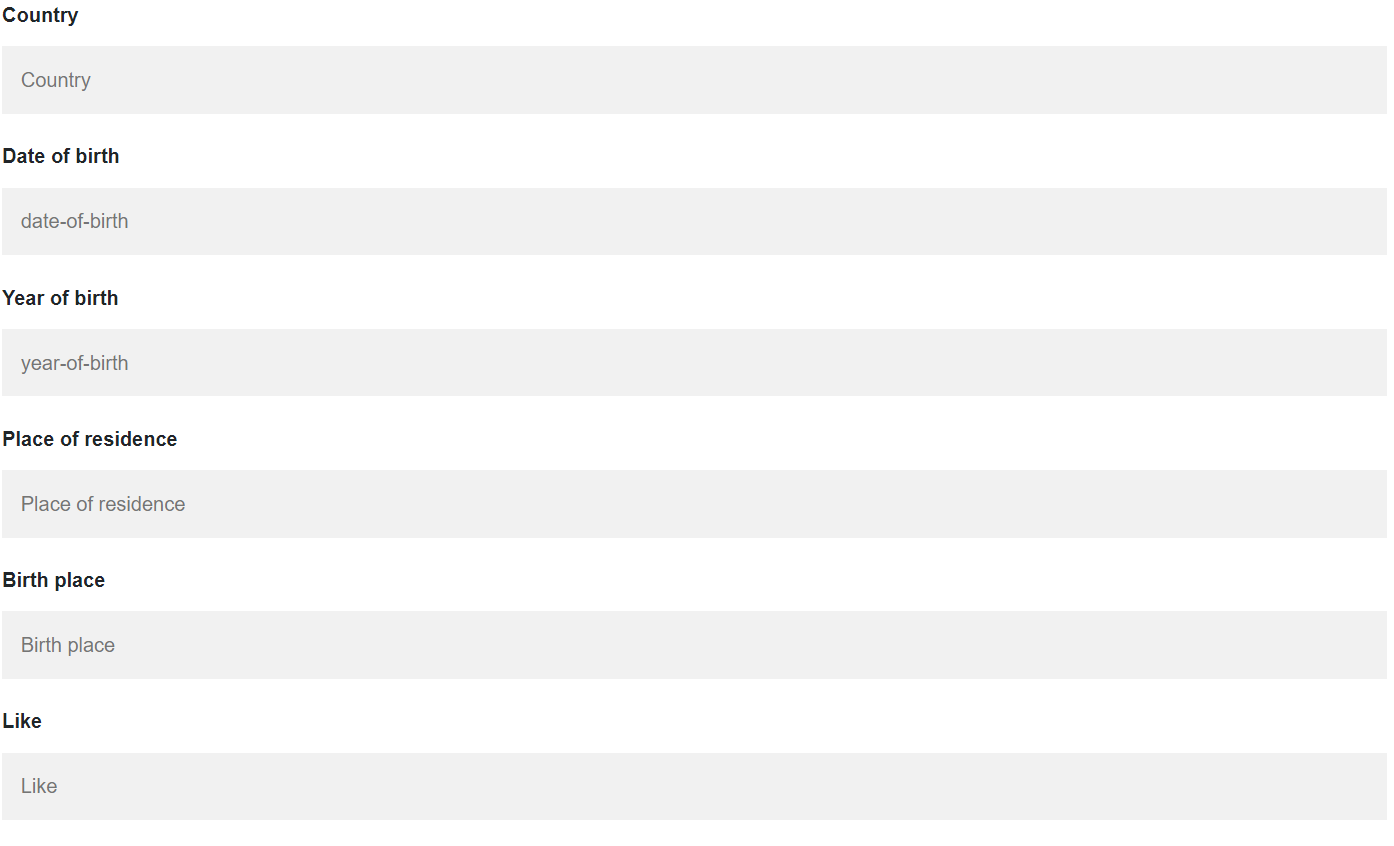 Country
Country
Date of birth
date-of-birth
Year of birth
year-of-birth
Place of residence
Place of residence
Birth place
Birth place
Like
Like